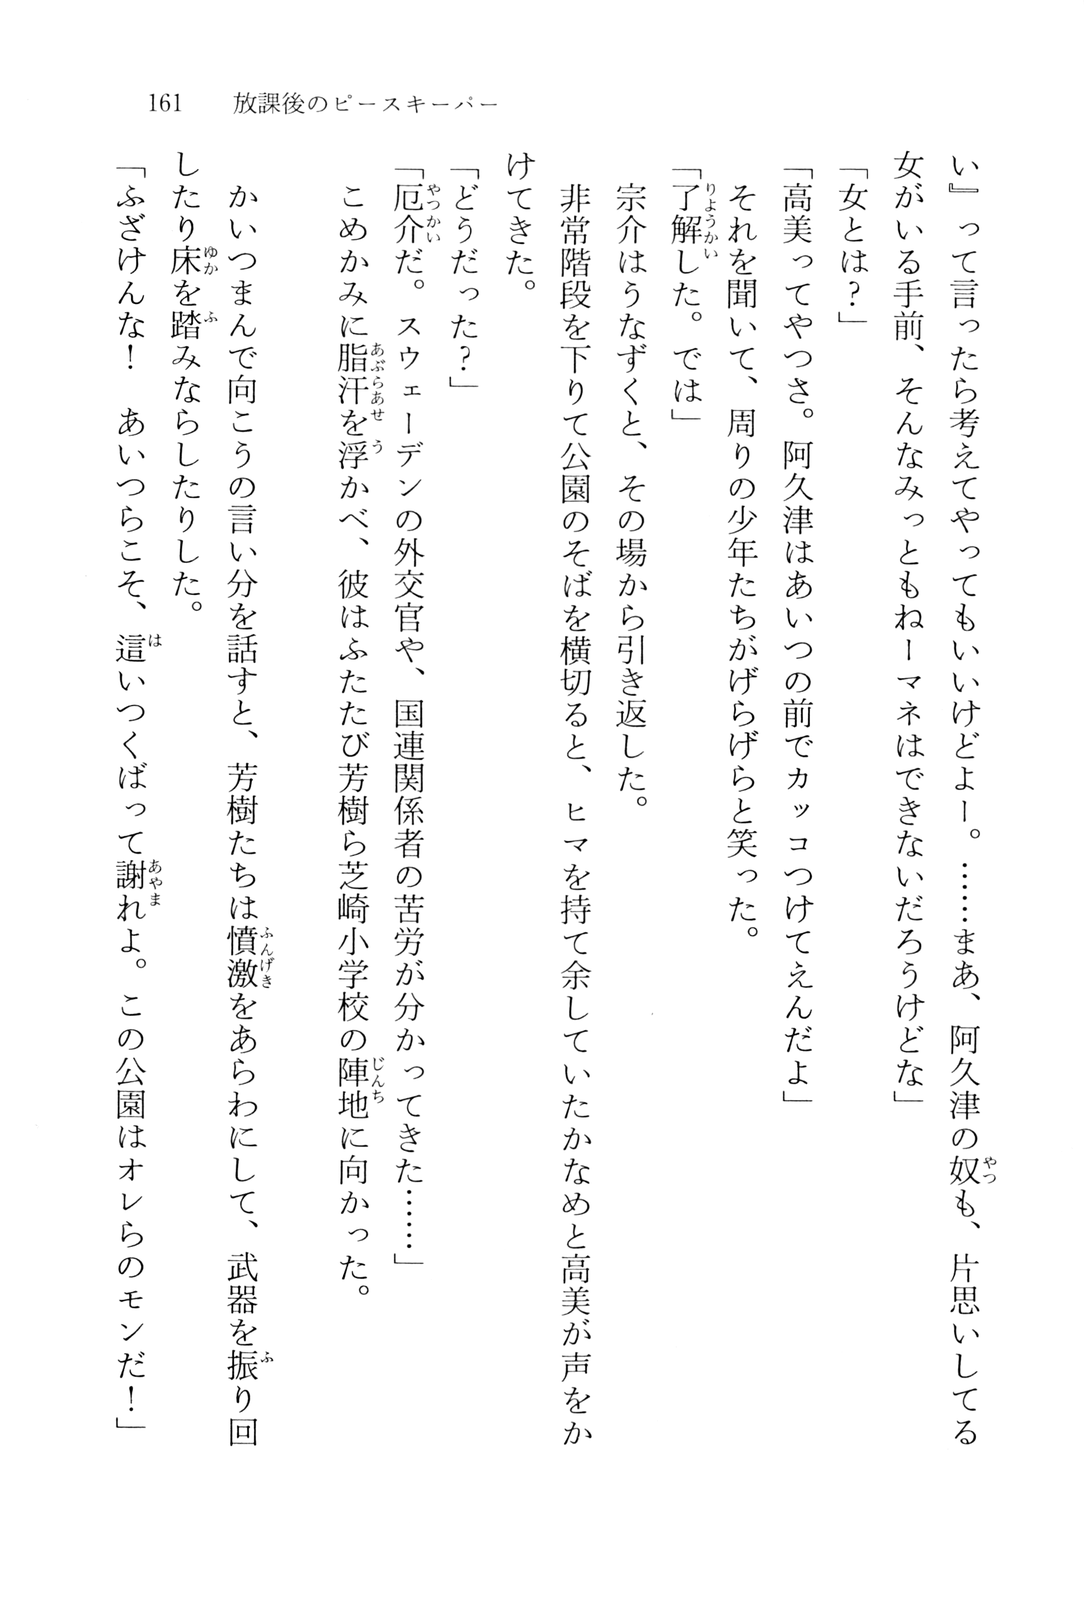 161 放課後のピースキーパー
い』って言ったら考えてやってもいいけどよー。……まあ、阿久津の奴も、片思いしてる
女がいる手前、そんなみっともねーマネはできないだろうけどな」
「女とは？」
「高美ってやつさ。阿久津はあいつの前でカッコつけてえんだよ」
それを聞いて、周りの少年たちがげらげらと笑った。
「了解した。では」
宗介はうなずくと、その場から引き返した。
非常階段を下りて公園のそばを横切ると、ヒマを持て余していたかなめと高美が声をか
けてきた。
「どうだった？」
「厄介だ。スウェーデンの外交官や、国連関係者の苦労が分かってきた……」
こめかみに脂汗を浮かべ、彼はふたたび芳樹ら芝崎小学校の陣地に向かった。
かいつまんで向こうの言い分を話すと、芳樹たちは憤激をあらわにして、武器を振り回
したり床を踏みならしたりした。
「ふざけんな！　あいつらこそ、這いつくばって謝れよ。この公園はオレらのモンだ！」